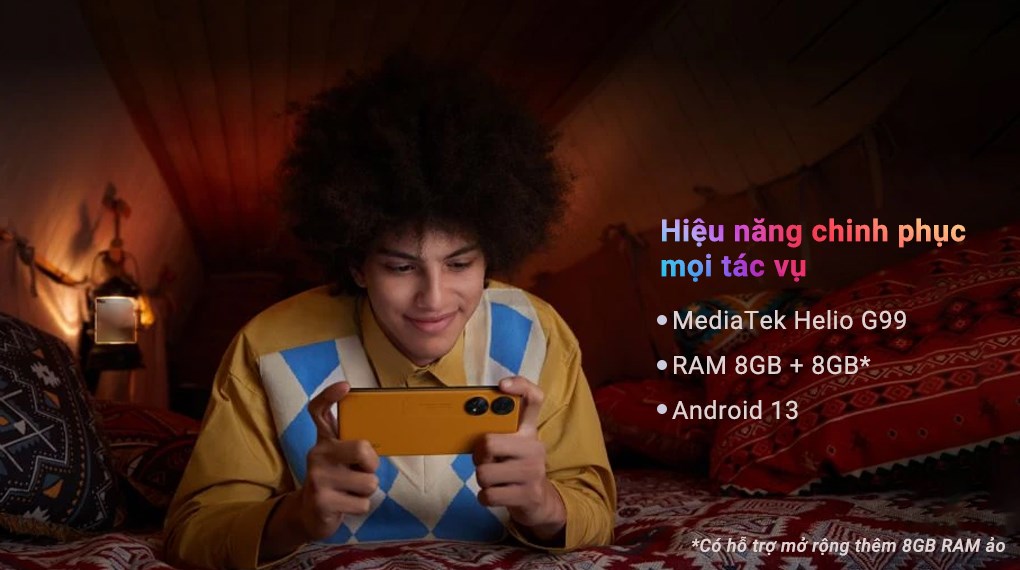 Hiệu năng chinh phục
mọi tác vụ
MediaTek Helio G99
RAM 8GB + 8GB*
Android 13
*Có hỗ trợ mở rộng thêm 8GB RAM ảo